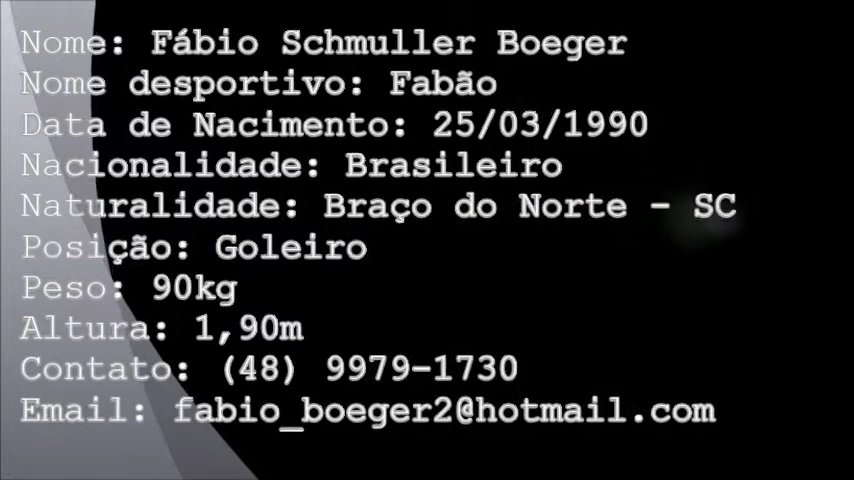 Nome: Fábio Schmuller Boeger
Nome desportivo: Fabão
Data de Nacimento: 25/03/1990
Nacionalidade: Brasileiro
Naturalidade: Braço do Norte - SC
Posição: Goleiro
Peso: 90kg
Altura: 1,90m
Contato: (48) 9979-1730
Email: fabio_boeger2@hotmail.com